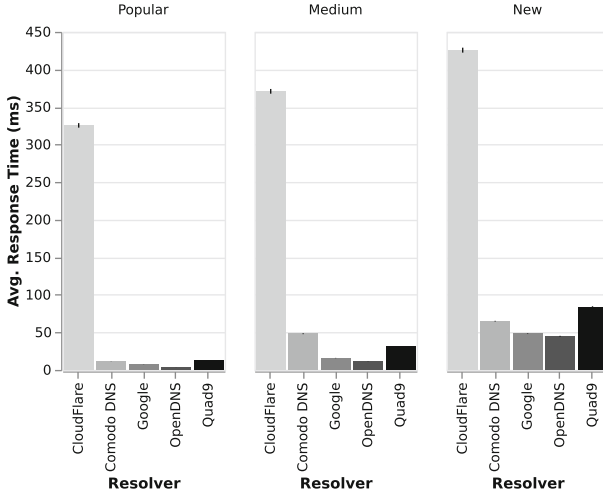 Popular
Medium
New
Avg. Response Time (ms)
450
400
350
300
250
200
150
100
50
0
CloudFlare
Comodo DNS
Google
OpenDNS
Quad9
Resolver
CloudFlare
Comodo DNS
Google
OpenDNS
Quad9
Resolver
CloudFlare
Comodo DNS
Google
OpenDNS
Quad9
Resolver